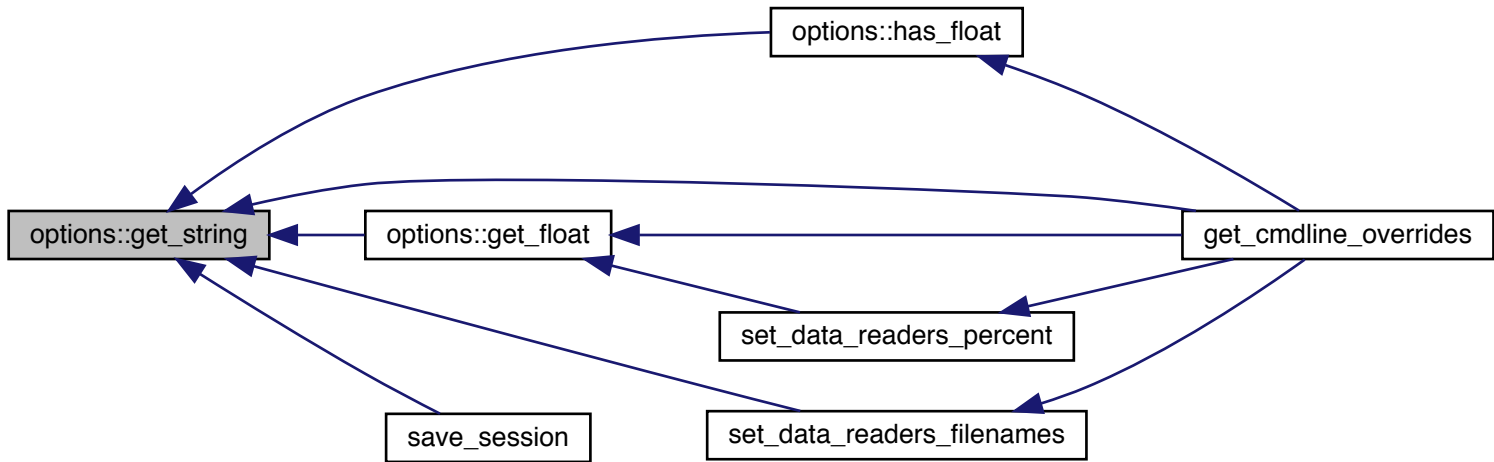 options::has_float
options::get_string
options::get_float
get_cmdline_overrides
set_data_readers_percent
set_data_readers_filenames
save_session